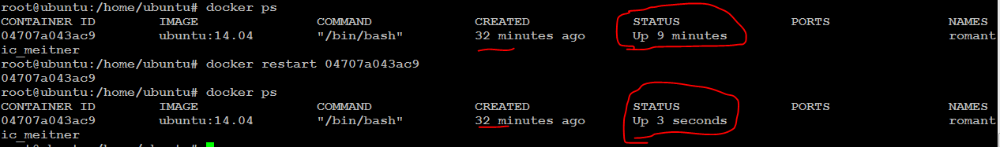 root@ubuntu:/home/ubuntu# docker ps
CONTAINER ID IMAGE COMMAND CREATED STATUS PORTS NAMES
04707a043ac9 ubuntu:14.04 "/bin/bash" 32 minutes ago Up 9 minutes romant
ic_meitner
root@ubuntu:/home/ubuntu# docker restart 04707a043ac9
04707a043ac9
root@ubuntu:/home/ubuntu# docker ps
CONTAINER ID IMAGE COMMAND CREATED STATUS PORTS NAMES
04707a043ac9 ubuntu:14.04 "/bin/bash" 32 minutes ago Up 3 seconds romant
ic_meitner
root@ubuntu:/home/ubuntu#